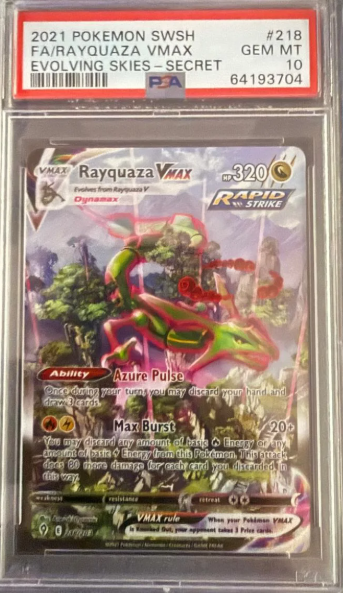 2021 POKEMON SWSH #218
FA/RAYQUAZA VMAX GEM MT
EVOLVING SKIES - SECRET 10
PSA 64193704
VMAX Rayquaza VMAX HP 320
Evolves from Rayquaza V
Dynamax
RAPID STRIKE
Ability Azure Pulse
Once during your turn, you may discard your hand and
draw 3 cards.
Max Burst 20+
You may discard any amount of basic Energy or any
amount of basic Energy from this Pokémon. This attack
does 80 more damage for each card you discarded in
this way.
weakness resistance retreat
VMAX rule When your Pokémon VMAX
is Knocked Out, your opponent takes 3 Prize cards.